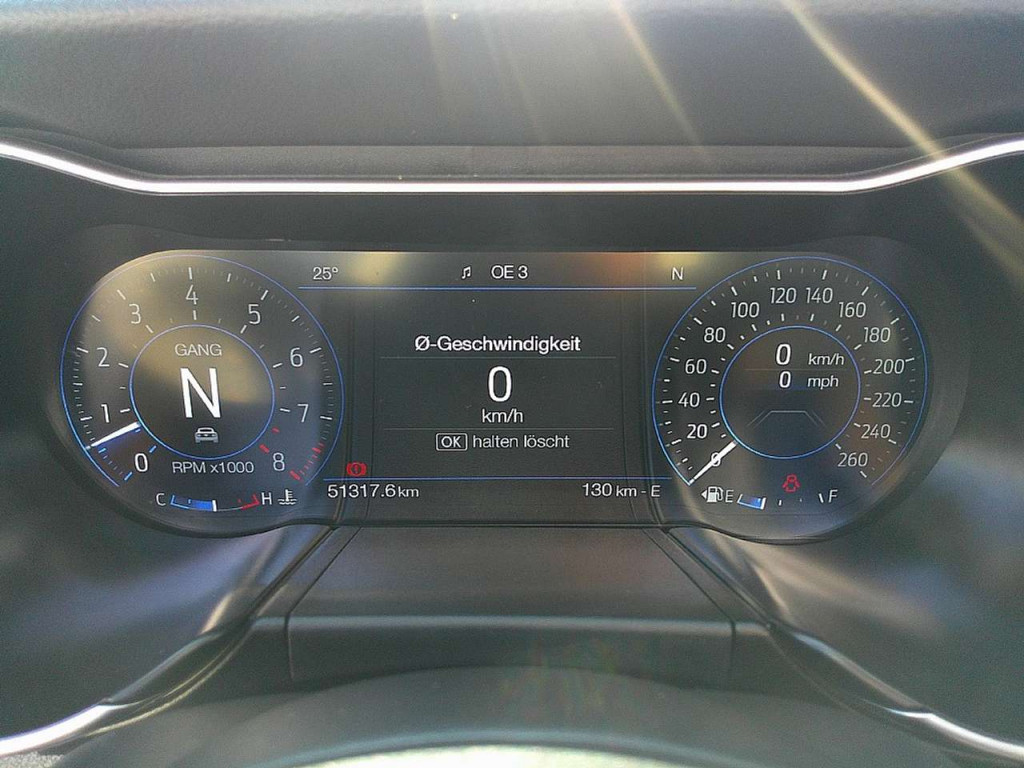 25° OE 3 N
0 1 2 3 4 5 6 7 8
GANG
N
RPM x1000
C H
Ø-Geschwindigkeit
0
km/h
OK halten löscht
51317.6 km
130 km - E
0 20 40 60 80 100 120 140 160 180 200 220 240 260
0 km/h
0 mph
E F